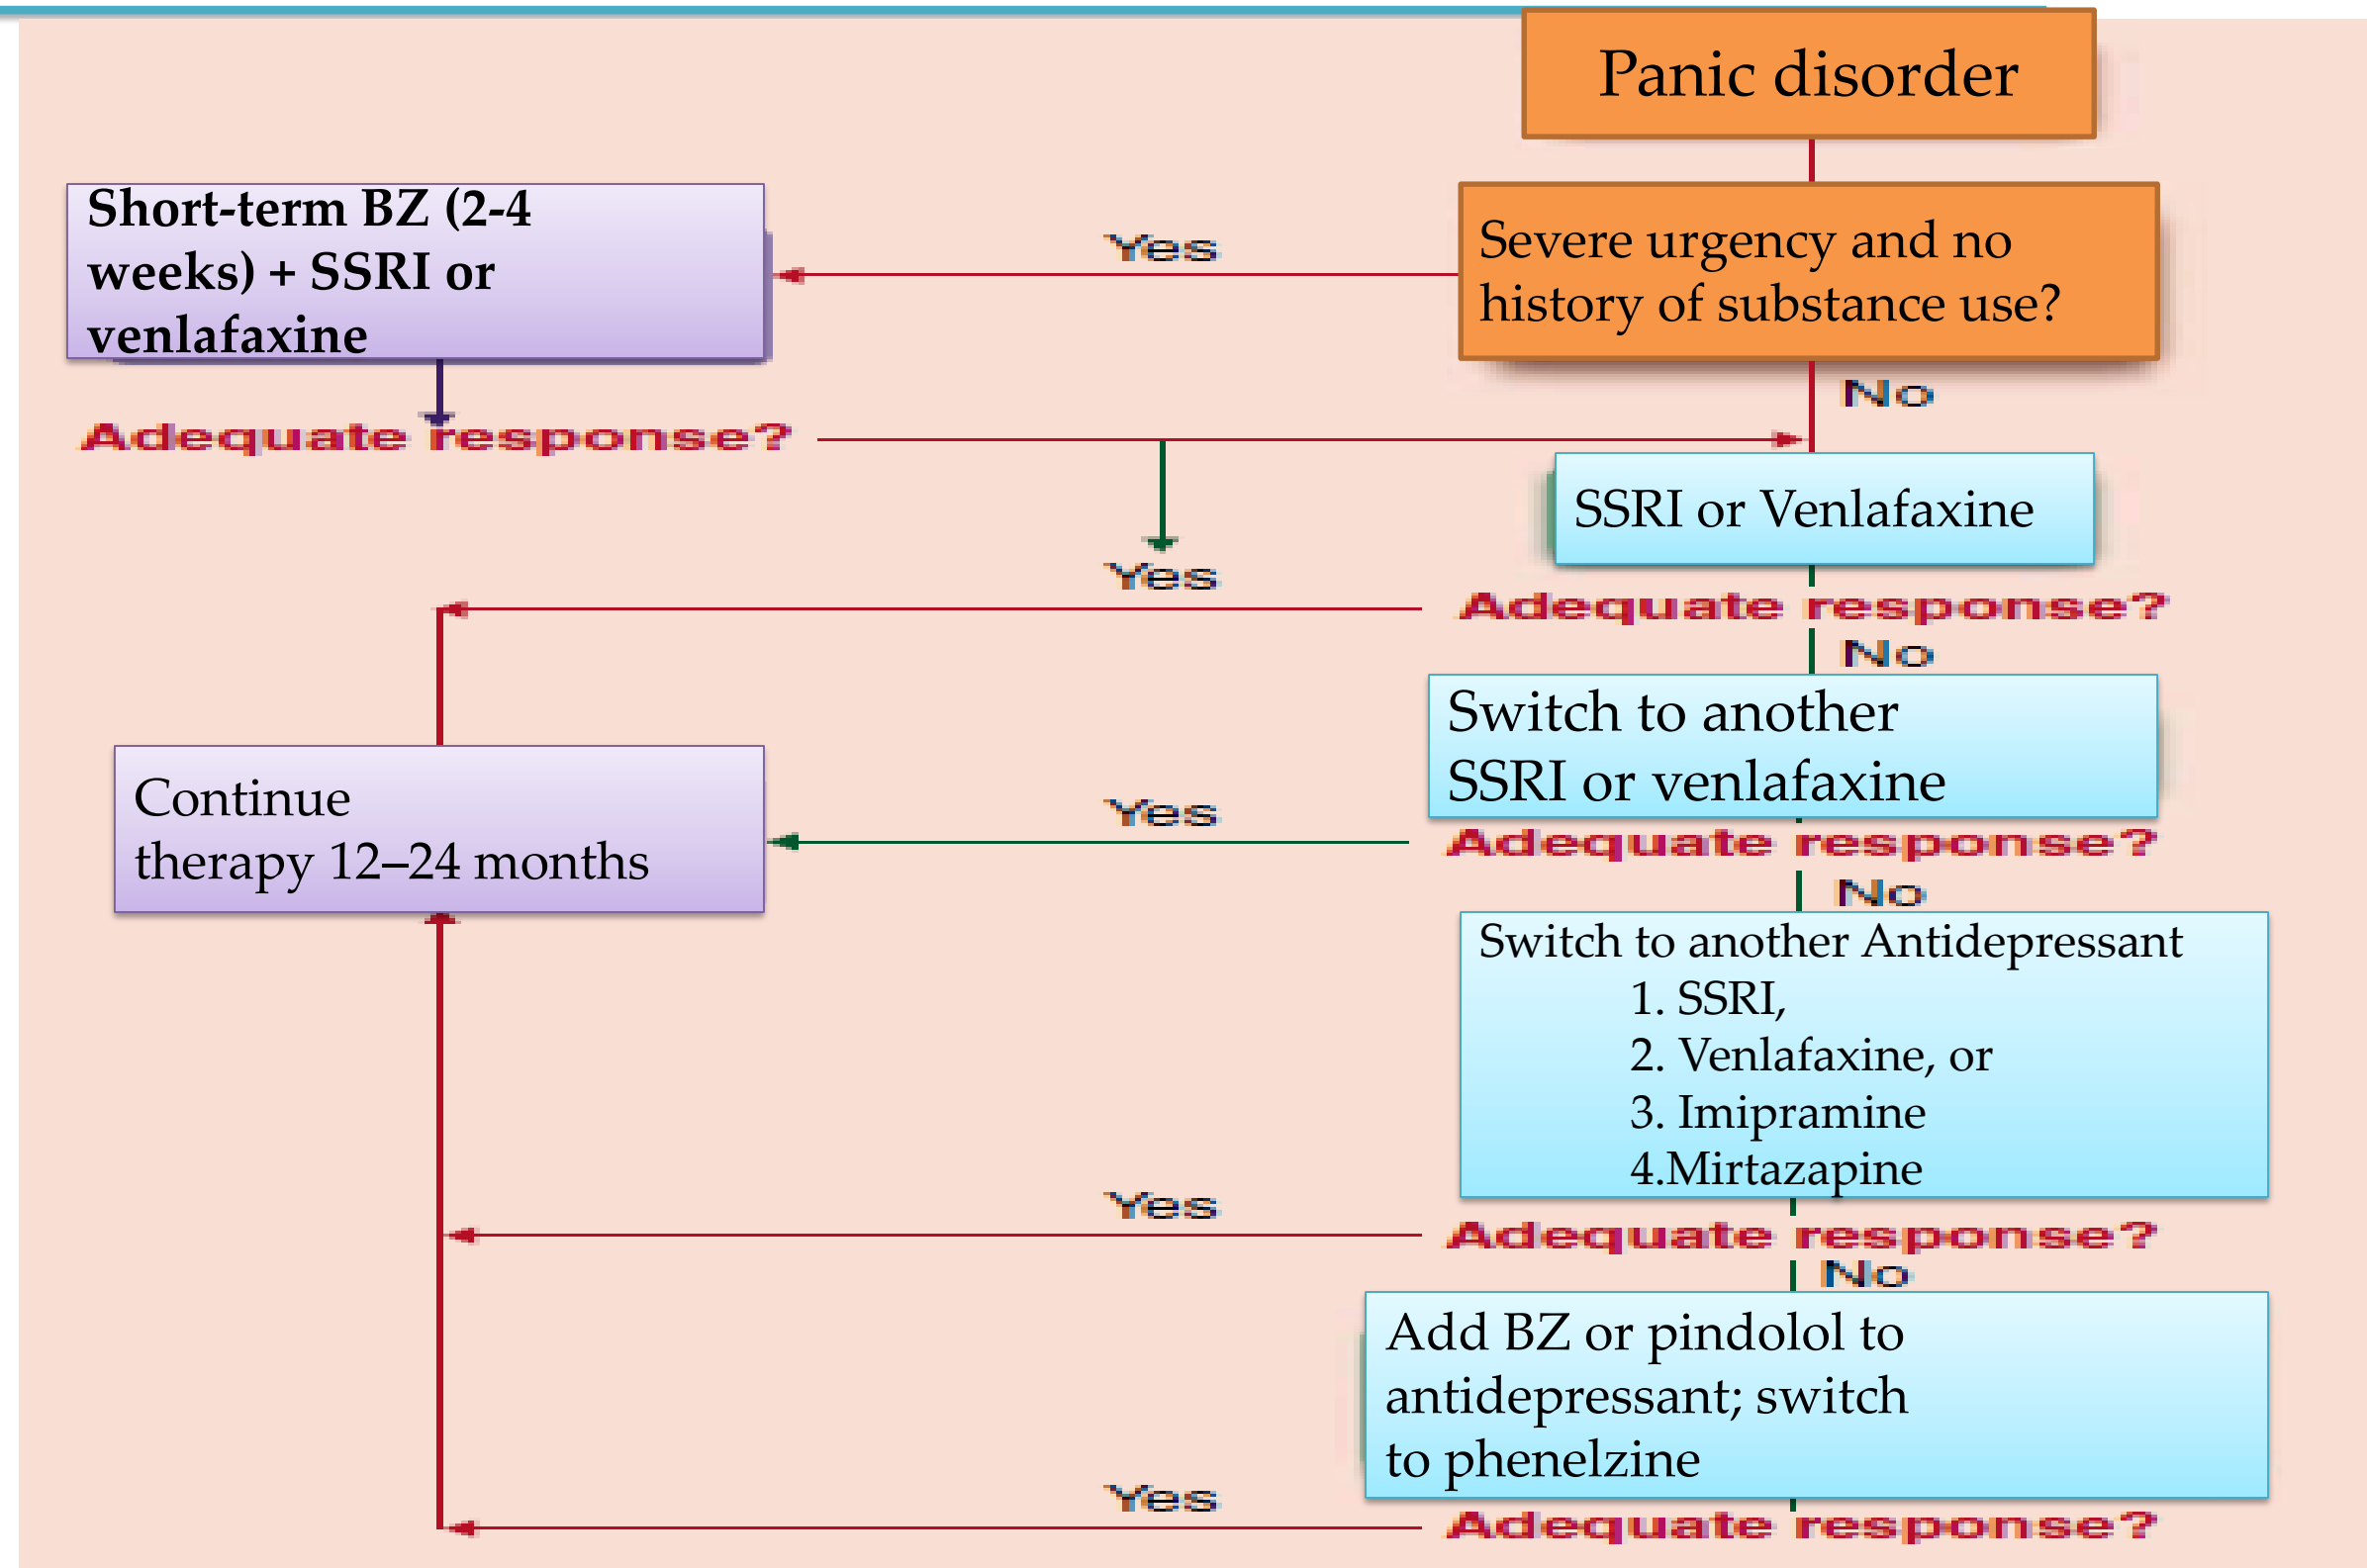 Panic disorder
Short-term BZ (2-4
weeks) + SSRI or
venlafaxine
Yes
Severe urgency and no
history of substance use?
No
Adequate response?
SSRI or Venlafaxine
Yes
Adequate response?
No
Switch to another
SSRI or venlafaxine
Continue
therapy 12–24 months
Yes
Adequate response?
No
Switch to another Antidepressant
1. SSRI,
2. Venlafaxine, or
3. Imipramine
4.Mirtazapine
Yes
Adequate response?
No
Add BZ or pindolol to
antidepressant; switch
to phenelzine
Yes
Adequate response?